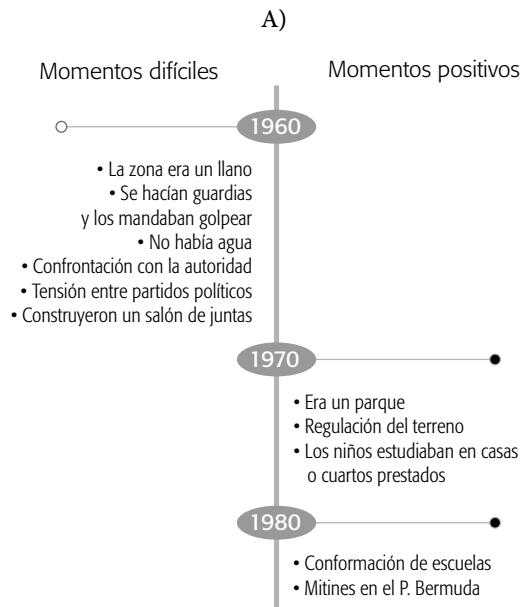 A)
Momentos difíciles
Momentos positivos
1960
• La zona era un llano
• Se hacían guardias
y los mandaban golpear
• No había agua
• Confrontación con la autoridad
• Tensión entre partidos políticos
• Construyeron un salón de juntas
1970
• Era un parque
• Regulación del terreno
• Los niños estudiaban en casas
o cuartos prestados
1980
• Conformación de escuelas
• Mitines en el P. Bermuda